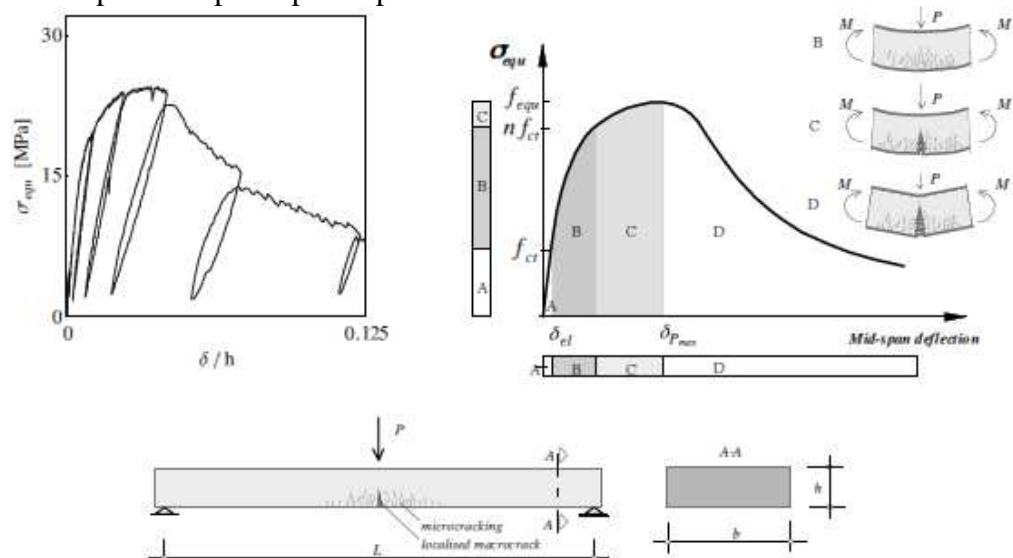 30
15
0
σequ [MPa]
0
0.125
δ / h
σequ
fequ
n fct
fct
C
B
A
A
B
C
D
δel
δPmax
Mid-span deflection
A
B
C
D
B
M
P
M
C
M
P
M
D
M
P
M
P
A
A
microcracking
localised macrocrack
L
A-A
h
b